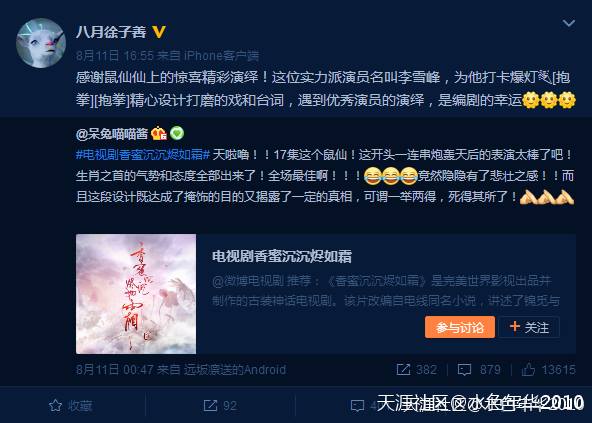 八月徐子善
8月11日 16:55 来自 iPhone客户端
感谢鼠仙仙上的惊喜精彩演绎！这位实力派演员名叫李雪峰，为他打卡爆灯[抱
拳][抱拳]精心设计打磨的戏和台词，遇到优秀演员的演绎，是编剧的幸运
@呆兔喵喵酱
#电视剧香蜜沉沉烬如霜# 天啦噜！！17集这个鼠仙！这开头一连串炮轰天后的表演太棒了吧！
生肖之首的气势和态度全部出来了！全场最佳啊！！！竟然隐隐有了悲壮之感！！而
且这段设计既达成了掩饰的目的又揭露了一定的真相，可谓一举两得，死得其所了！
香蜜沉沉烬如霜
电视剧香蜜沉沉烬如霜
@微博电视剧 推荐：《香蜜沉沉烬如霜》是完美世界影视出品并
制作的古装神话电视剧。该片改编自电线同名小说，讲述了锦觅与
参与讨论
+ 关注
8月11日 00:47 来自 远坂凛送的Android
382
879
13615
收藏
92
天涯社区@水色年华2010